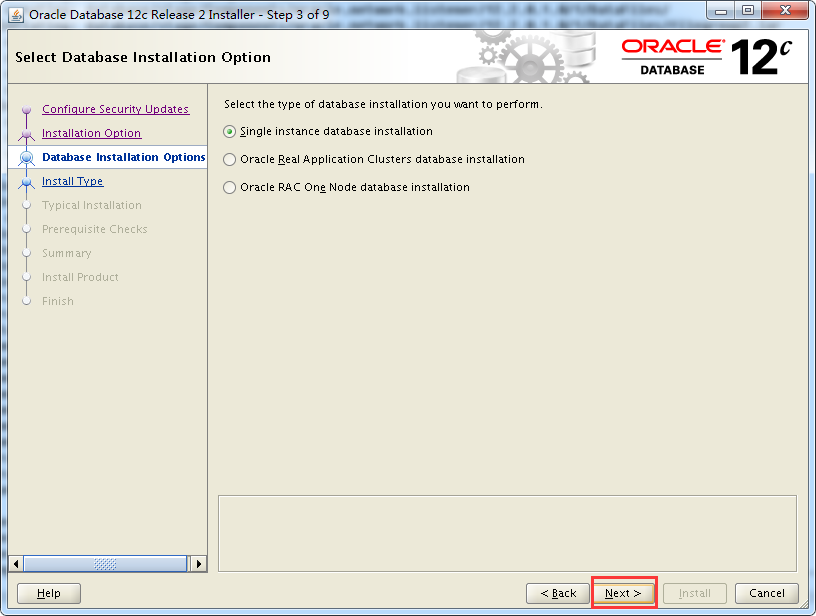 Oracle Database 12c Release 2 Installer - Step 3 of 9
Select Database Installation Option
ORACLE
DATABASE
12c
Configure Security Updates
Installation Option
Database Installation Options
Install Type
Typical Installation
Prerequisite Checks
Summary
Install Product
Finish
Select the type of database installation you want to perform.
Single instance database installation
Oracle Real Application Clusters database installation
Oracle RAC One Node database installation
Help
< Back
Next >
Install
Cancel